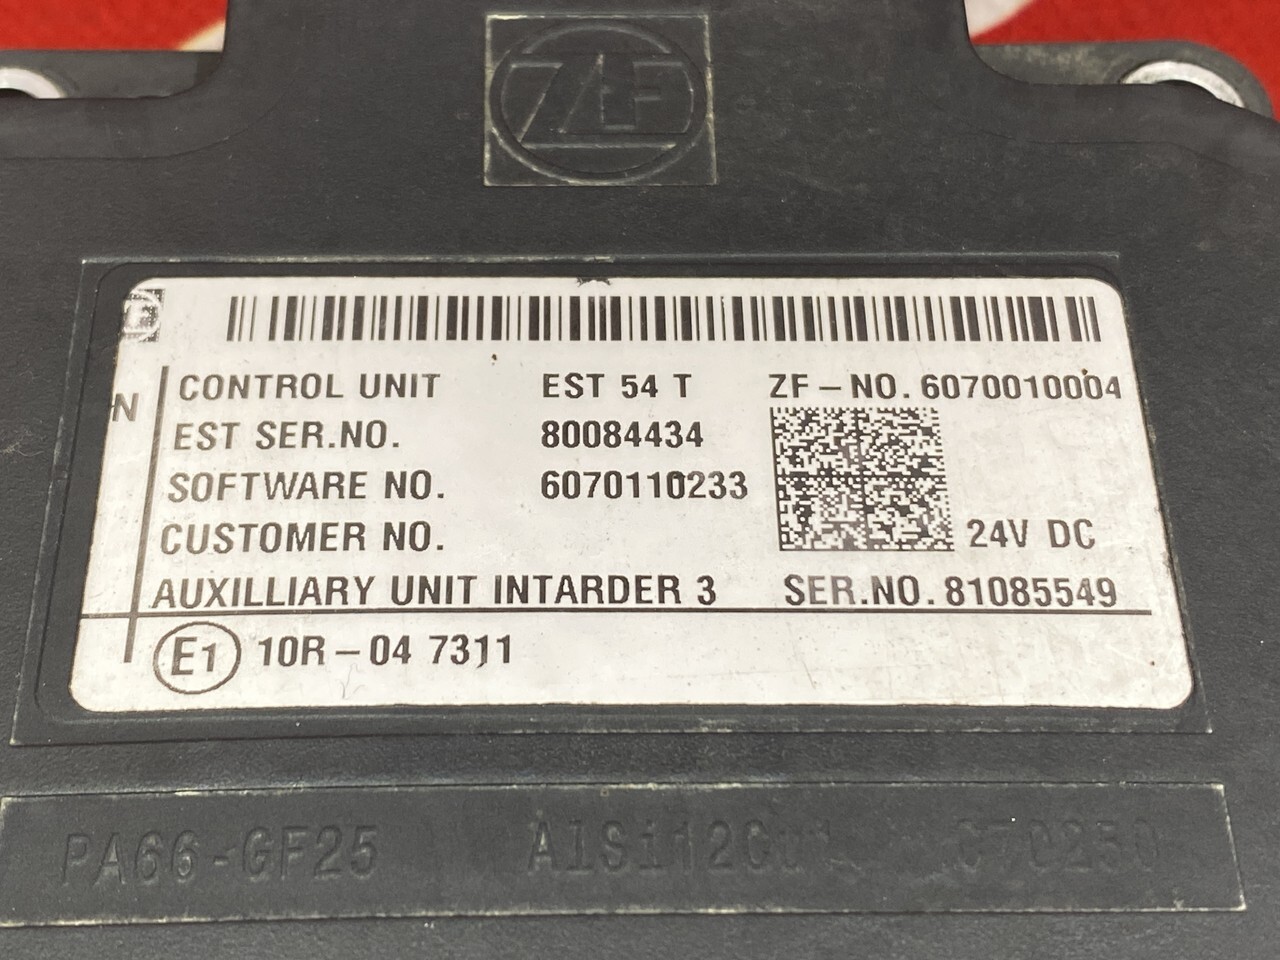 ZF
CONTROL UNIT EST 54 T ZF-NO. 6070010004
N
EST SER.NO. 80084434
SOFTWARE NO. 6070110233
CUSTOMER NO. 24V DC
AUXILLIARY UNIT INTARDER 3 SER.NO. 81085549
E1 10R-04 7311
PA66-GF25 AlSi12Cu